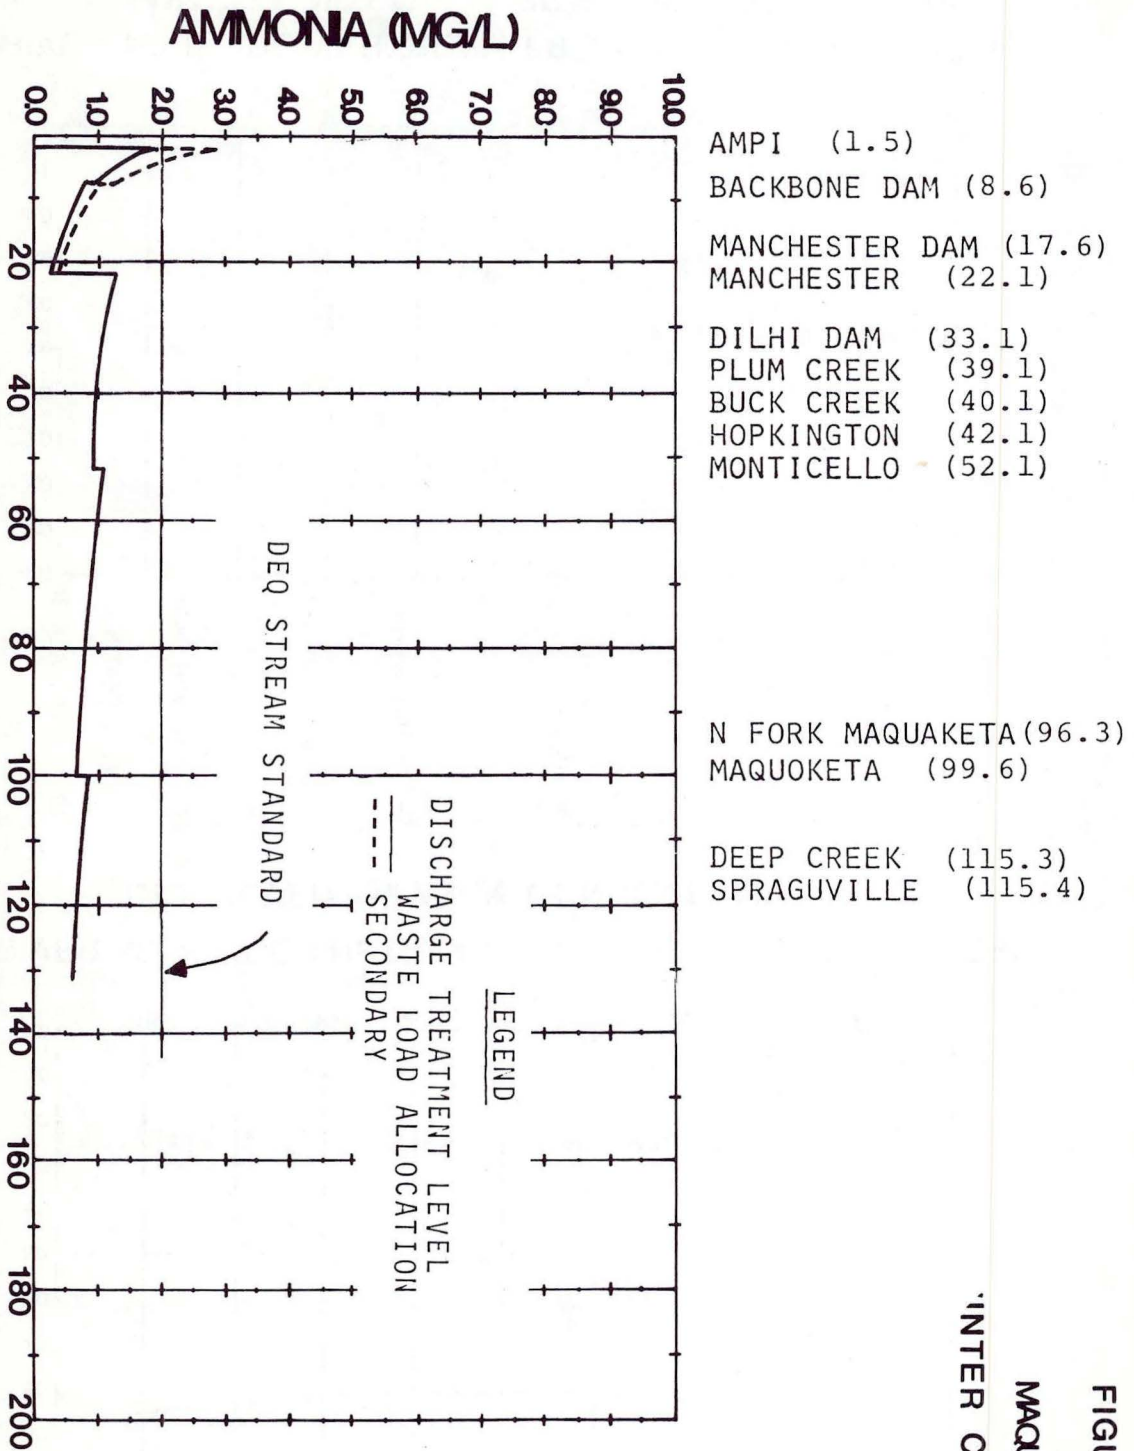 AMMONIA (MG/L)
0.0
1.0
2.0
3.0
4.0
5.0
6.0
7.0
8.0
9.0
10.0
AMPI (1.5)
BACKBONE DAM (8.6)
MANCHESTER DAM (17.6)
MANCHESTER (22.1)
DILHI DAM (33.1)
PLUM CREEK (39.1)
BUCK CREEK (40.1)
HOPKINGTON (42.1)
MONTICELLO (52.1)
N FORK MAQUAKETA (96.3)
MAQUOKETA (99.6)
DEEP CREEK (115.3)
SPRAGUVILLE (115.4)
20
40
60
80
100
120
140
160
180
200
DEQ STREAM STANDARD
LEGEND
DISCHARGE TREATMENT LEVEL
WASTE LOAD ALLOCATION
SECONDARY